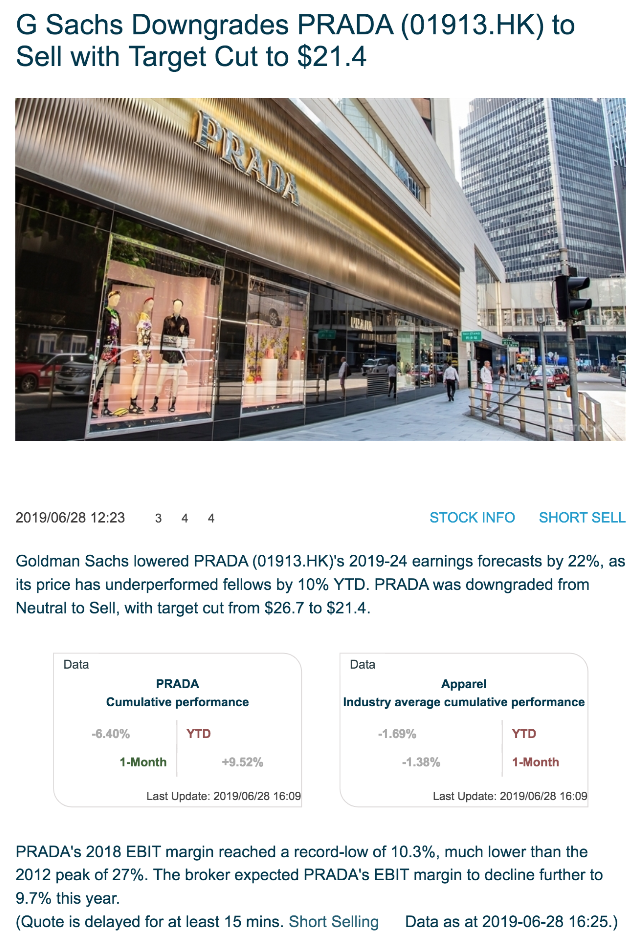 G Sachs Downgrades PRADA (01913.HK) to
Sell with Target Cut to $21.4
PRADA
PRADA
2019/06/28 12:23 3 4 4 STOCK INFO SHORT SELL
Goldman Sachs lowered PRADA (01913.HK)'s 2019-24 earnings forecasts by 22%, as
its price has underperformed fellows by 10% YTD. PRADA was downgraded from
Neutral to Sell, with target cut from $26.7 to $21.4.
Data
PRADA
Cumulative performance
-6.40% YTD
1-Month +9.52%
Last Update: 2019/06/28 16:09
Data
Apparel
Industry average cumulative performance
-1.69% YTD
-1.38% 1-Month
Last Update: 2019/06/28 16:09
PRADA's 2018 EBIT margin reached a record-low of 10.3%, much lower than the
2012 peak of 27%. The broker expected PRADA's EBIT margin to decline further to
9.7% this year.
(Quote is delayed for at least 15 mins. Short Selling Data as at 2019-06-28 16:25.)